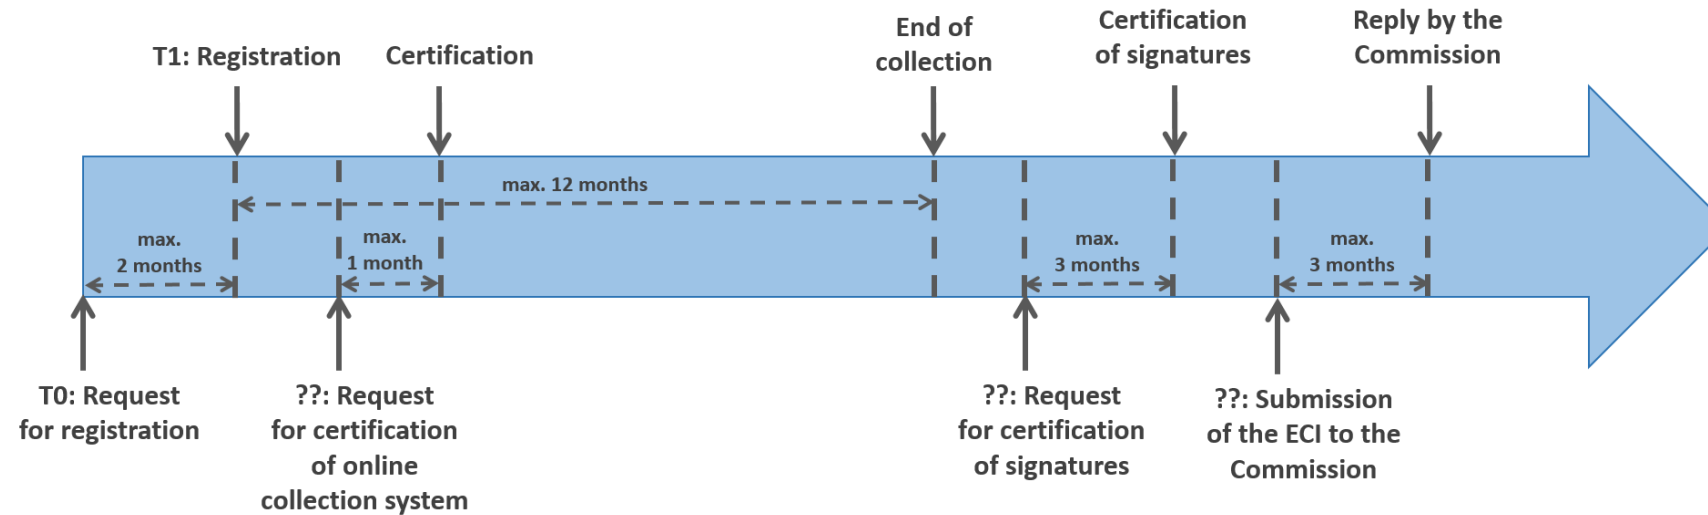 T1: Registration
Certification
End of
collection
Certification
of signatures
Reply by the
Commission
max. 12 months
max.
2 months
max.
1 month
max.
3 months
max.
3 months
T0: Request
for registration
??: Request
for certification
of online
collection system
??: Request
for certification
of signatures
??: Submission
of the ECI to the
Commission